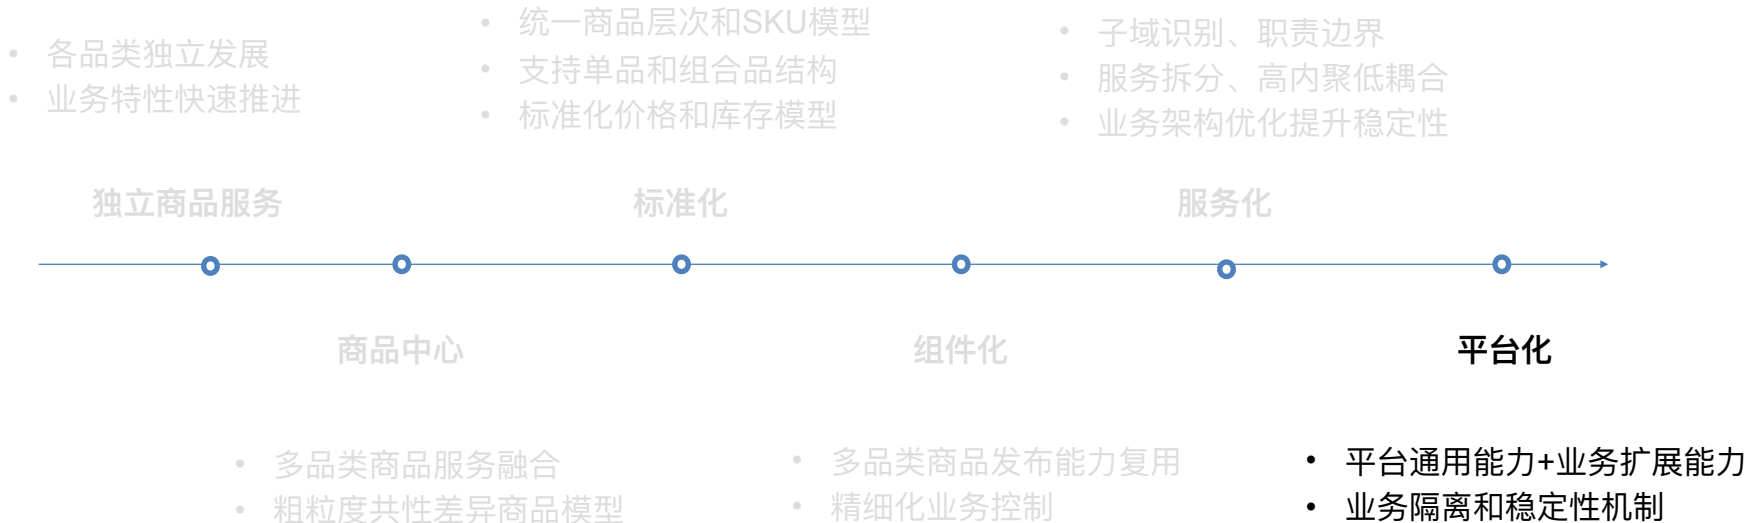 • 各品类独立发展
• 业务特性快速推进
• 统一商品层次和SKU模型
• 支持单品和组合品结构
• 标准化价格和库存模型
• 子域识别、职责边界
• 服务拆分、高内聚低耦合
• 业务架构优化提升稳定性
独立商品服务
标准化
服务化
商品中心
组件化
平台化
• 多品类商品服务融合
• 粗粒度共性差异商品模型
• 多品类商品发布能力复用
• 精细化业务控制
• 平台通用能力+业务扩展能力
• 业务隔离和稳定性机制